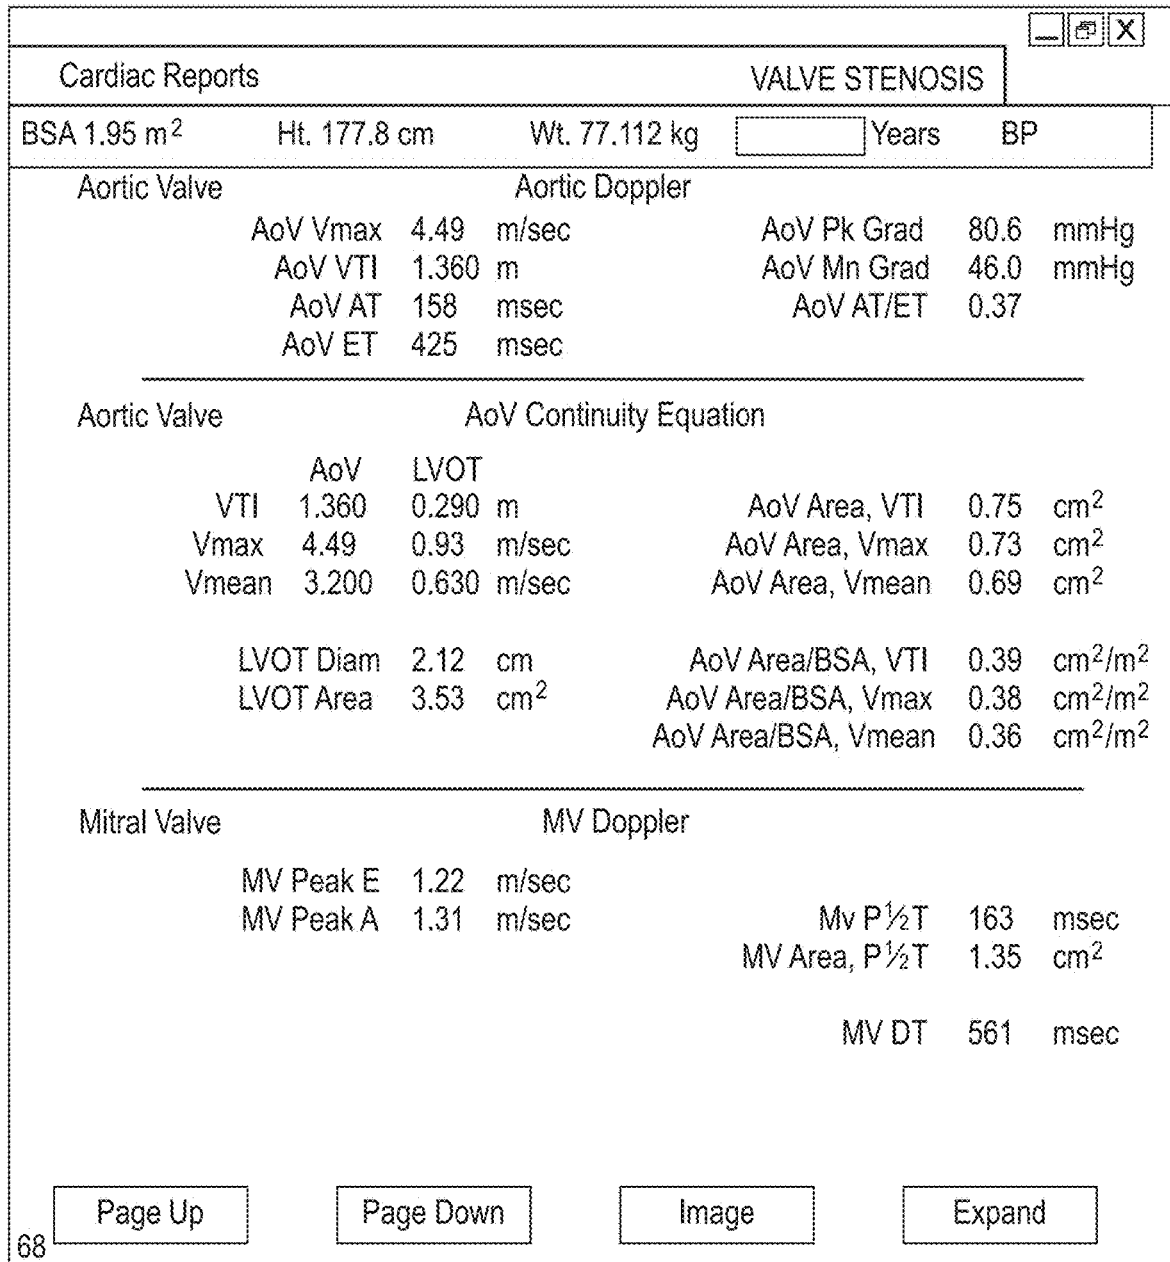 Cardiac Reports VALVE STENOSIS
BSA 1.95 m² Ht. 177.8 cm Wt. 77.112 kg Years BP
Aortic Valve Aortic Doppler
AoV Vmax 4.49 m/sec AoV Pk Grad 80.6 mmHg
AoV VTI 1.360 m AoV Mn Grad 46.0 mmHg
AoV AT 158 msec AoV AT/ET 0.37
AoV ET 425 msec
Aortic Valve AoV Continuity Equation
AoV LVOT
VTI 1.360 0.290 m AoV Area, VTI 0.75 cm²
Vmax 4.49 0.93 m/sec AoV Area, Vmax 0.73 cm²
Vmean 3.200 0.630 m/sec AoV Area, Vmean 0.69 cm²
LVOT Diam 2.12 cm AoV Area/BSA, VTI 0.39 cm²/m²
LVOT Area 3.53 cm² AoV Area/BSA, Vmax 0.38 cm²/m²
AoV Area/BSA, Vmean 0.36 cm²/m²
Mitral Valve MV Doppler
MV Peak E 1.22 m/sec
MV Peak A 1.31 m/sec Mv P½T 163 msec
MV Area, P½T 1.35 cm²
MV DT 561 msec
Page Up Page Down Image Expand
68